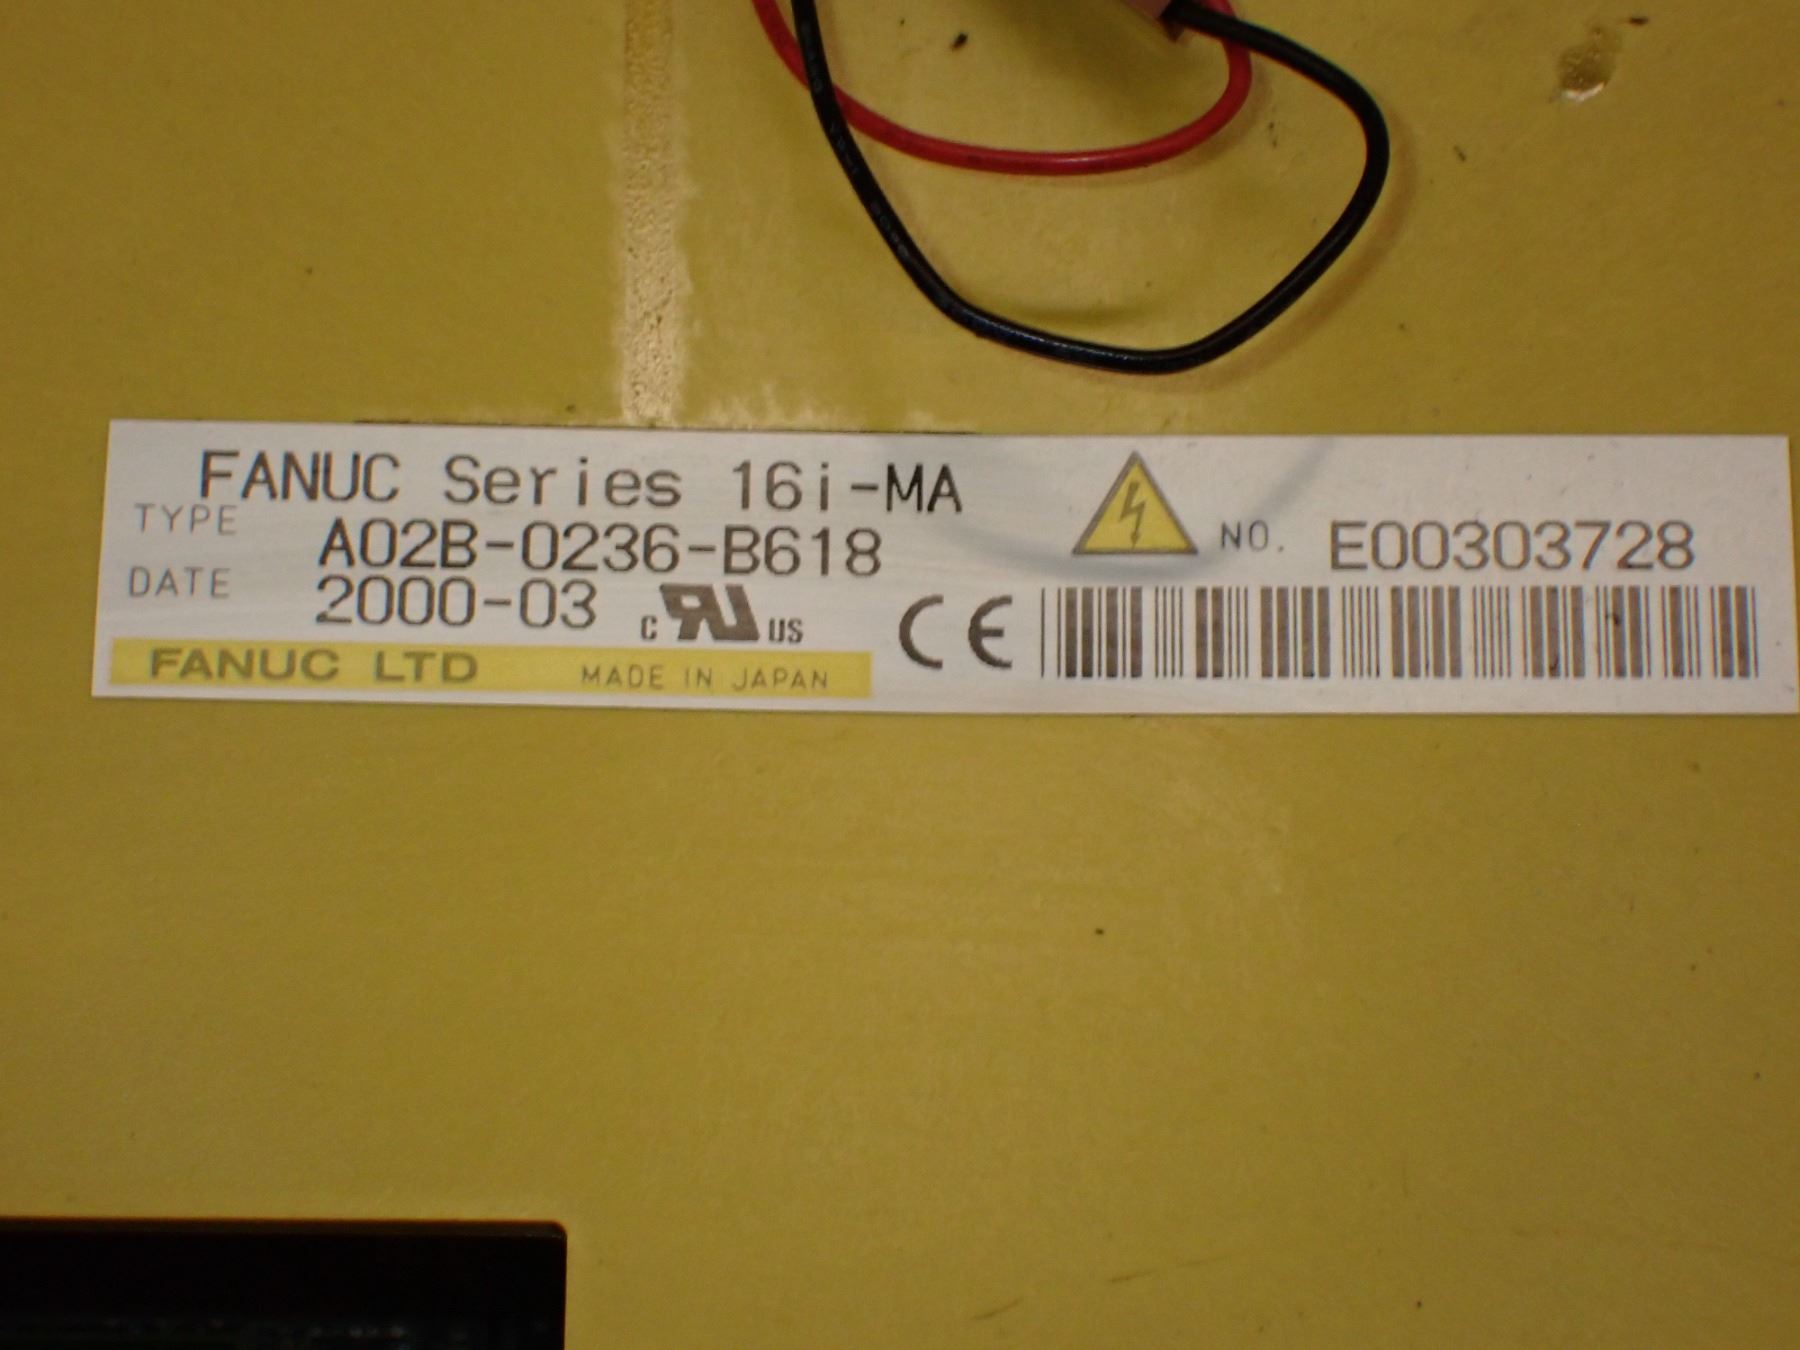 FANUC Series 16i-MA
TYPE A02B-0236-B618
DATE 2000-03
c RU US
CE
NO. E00303728
FANUC LTD MADE IN JAPAN